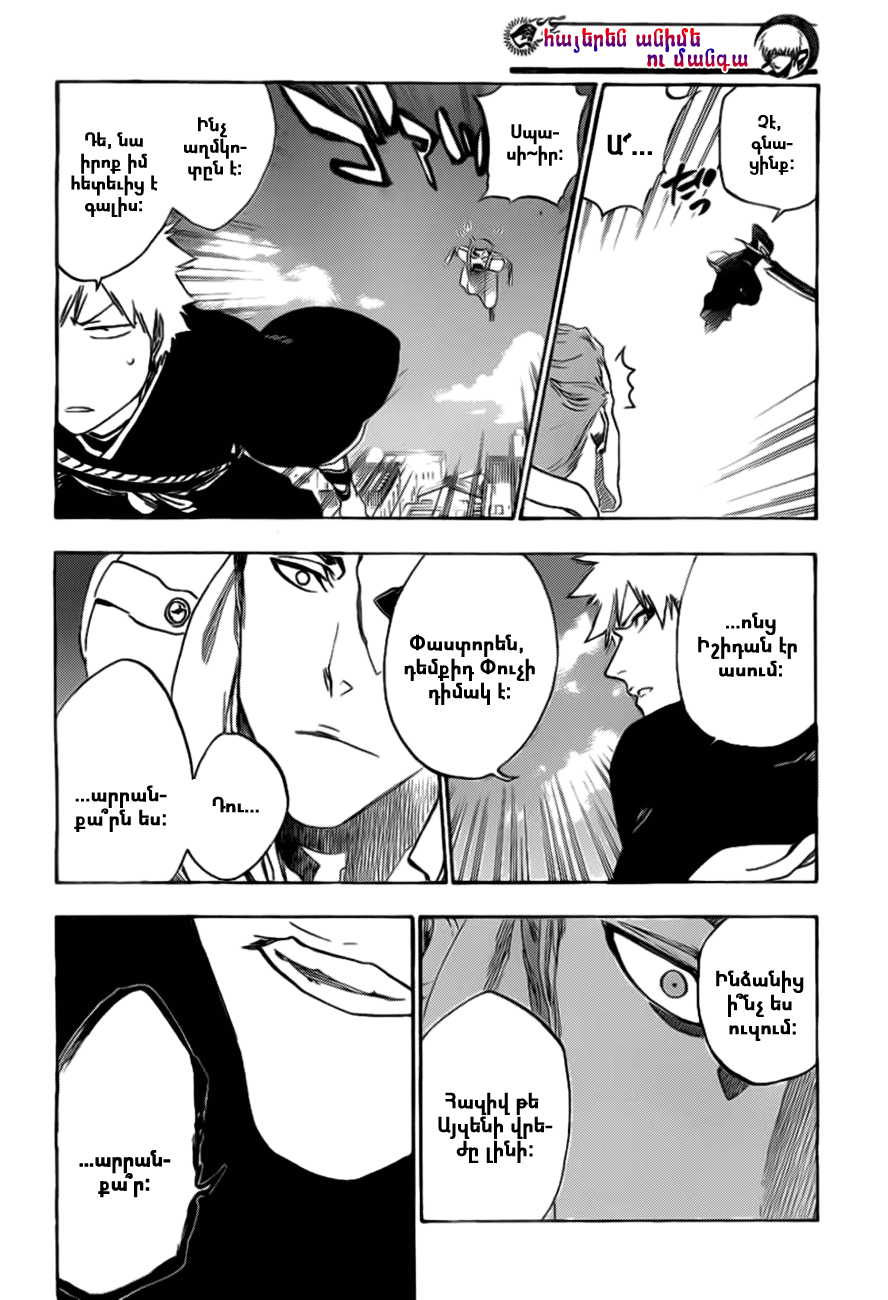 հայերեն անիմե
ու մանգա
Չէ,
գնա-
ցինք:
Ա՜...
Սպա-
սի~իր:
Ինչ
աղմկո-
տըն է:
Դե, նա
իրոք իմ
հետեւից է
գալիս:
...ոնց
Իշիդան էր
ասում:
Փաստորեն,
դեմքիդ Փուչի
դիմակ է:
Դու...
...արրան-
քա՞րն ես:
Ինձանից
ի՞նչ ես
ուզում:
Հազիվ թե
Այզենի վրե-
ժը լինի:
...արրան-
քա՞ր: